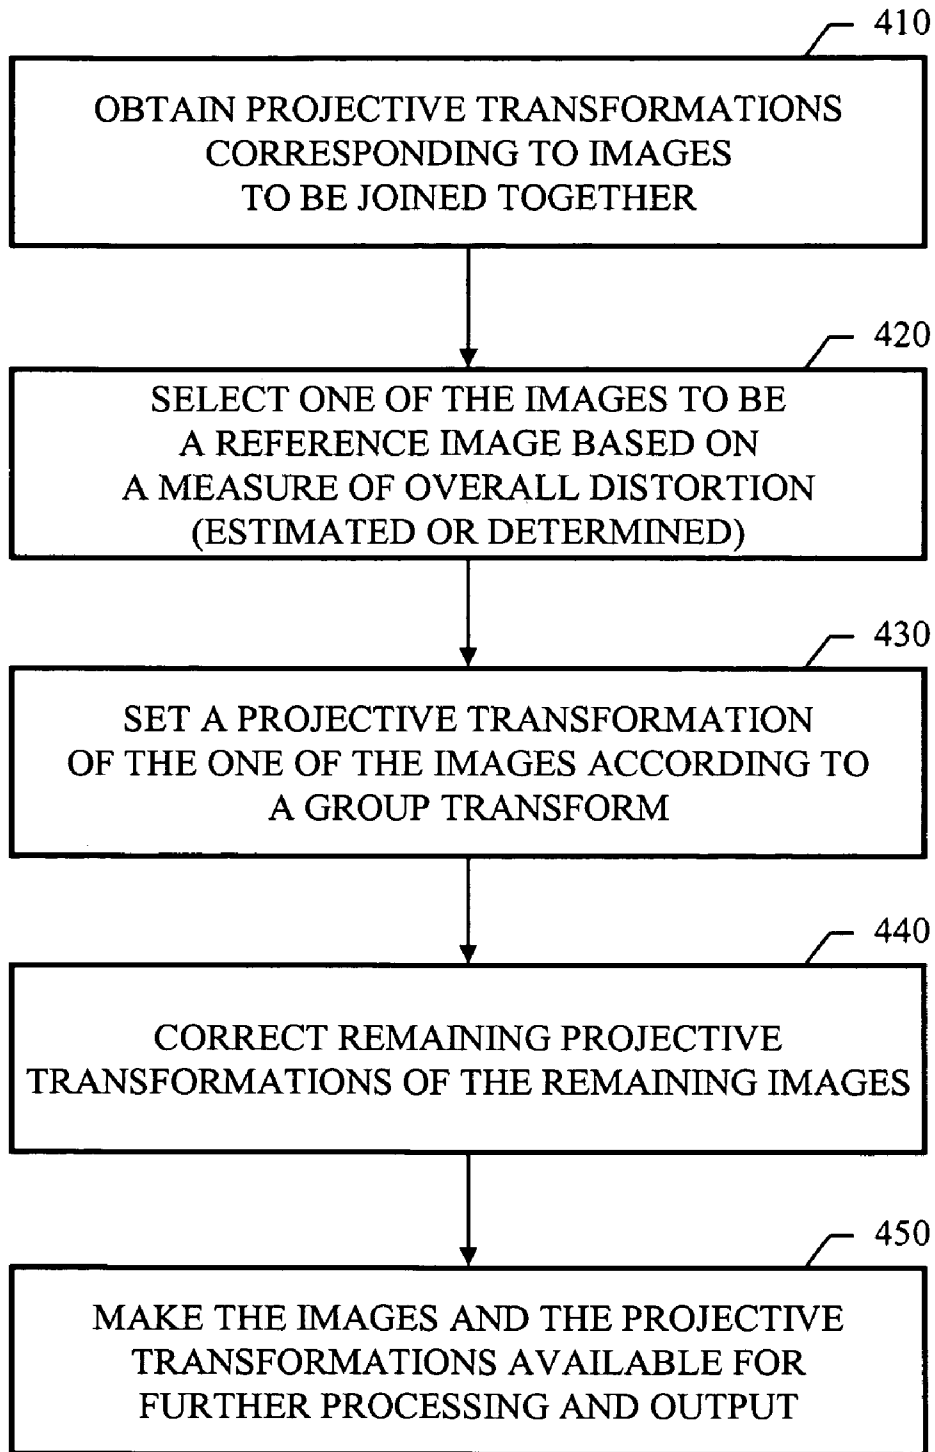 410
OBTAIN PROJECTIVE TRANSFORMATIONS
CORRESPONDING TO IMAGES
TO BE JOINED TOGETHER
420
SELECT ONE OF THE IMAGES TO BE
A REFERENCE IMAGE BASED ON
A MEASURE OF OVERALL DISTORTION
(ESTIMATED OR DETERMINED)
430
SET A PROJECTIVE TRANSFORMATION
OF THE ONE OF THE IMAGES ACCORDING TO
A GROUP TRANSFORM
440
CORRECT REMAINING PROJECTIVE
TRANSFORMATIONS OF THE REMAINING IMAGES
450
MAKE THE IMAGES AND THE PROJECTIVE
TRANSFORMATIONS AVAILABLE FOR
FURTHER PROCESSING AND OUTPUT